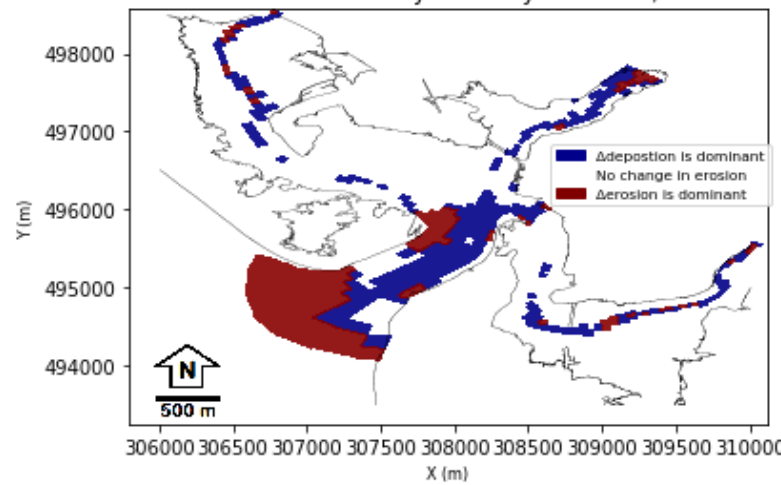 498000
497000
496000
495000
494000
Y (m)
Δdepostion is dominant
No change in erosion
Δerosion is dominant
N
500 m
306000 306500 307000 307500 308000 308500 309000 309500 310000
X (m)